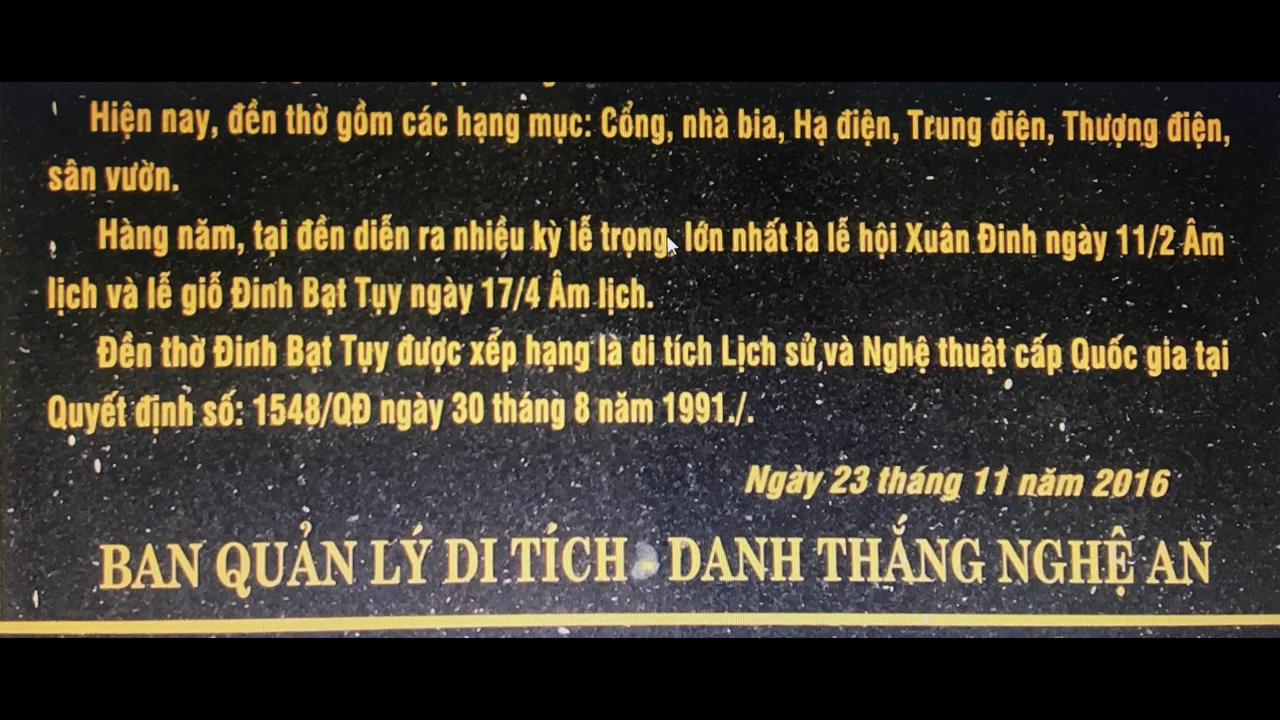 Hiện nay, đền thờ gồm các hạng mục: Cổng, nhà bia, Hạ điện, Trung điện, Thượng điện,
sân vườn.
Hàng năm, tại đền diễn ra nhiều kỳ lễ trọng, lớn nhất là lễ hội Xuân Đinh ngày 11/2 Âm
lịch và lễ giỗ Đinh Bạt Tụy ngày 17/4 Âm lịch.
Đền thờ Đinh Bạt Tụy được xếp hạng là di tích Lịch sử và Nghệ thuật cấp Quốc gia tại
Quyết định số: 1548/QĐ ngày 30 tháng 8 năm 1991./.
Ngày 23 tháng 11 năm 2016
BAN QUẢN LÝ DI TÍCH - DANH THẮNG NGHỆ AN